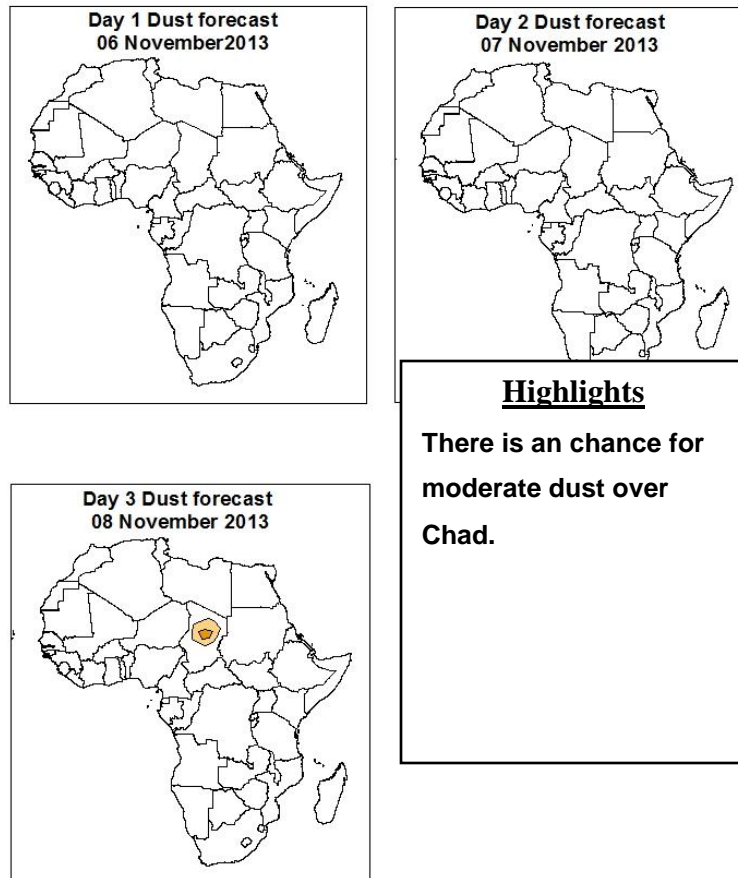 Day 1 Dust forecast
06 November2013
Day 2 Dust forecast
07 November 2013
Highlights
There is an chance for
moderate dust over
Chad.
Day 3 Dust forecast
08 November 2013